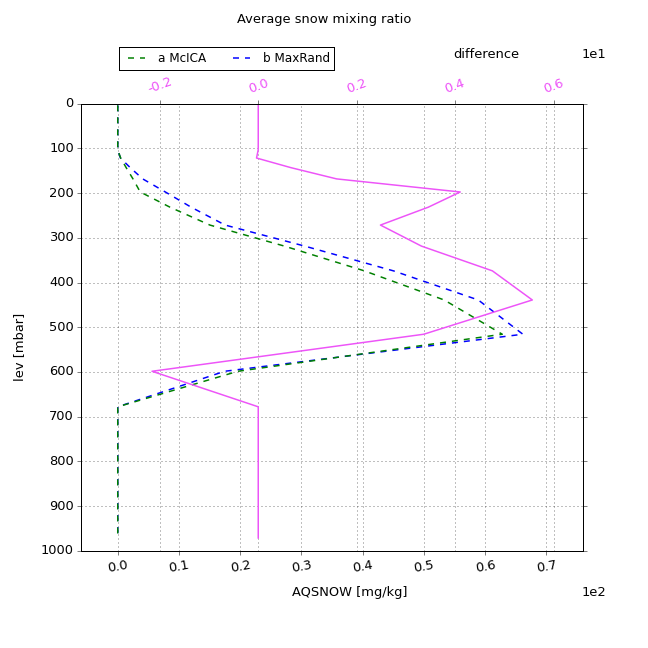 Average snow mixing ratio
a McICA b MaxRand
difference 1e1
-0.2 0.0 0.2 0.4 0.6
0
100
200
300
400
500
600
700
800
900
1000
lev [mbar]
0.0 0.1 0.2 0.3 0.4 0.5 0.6 0.7
AQSNOW [mg/kg] 1e2